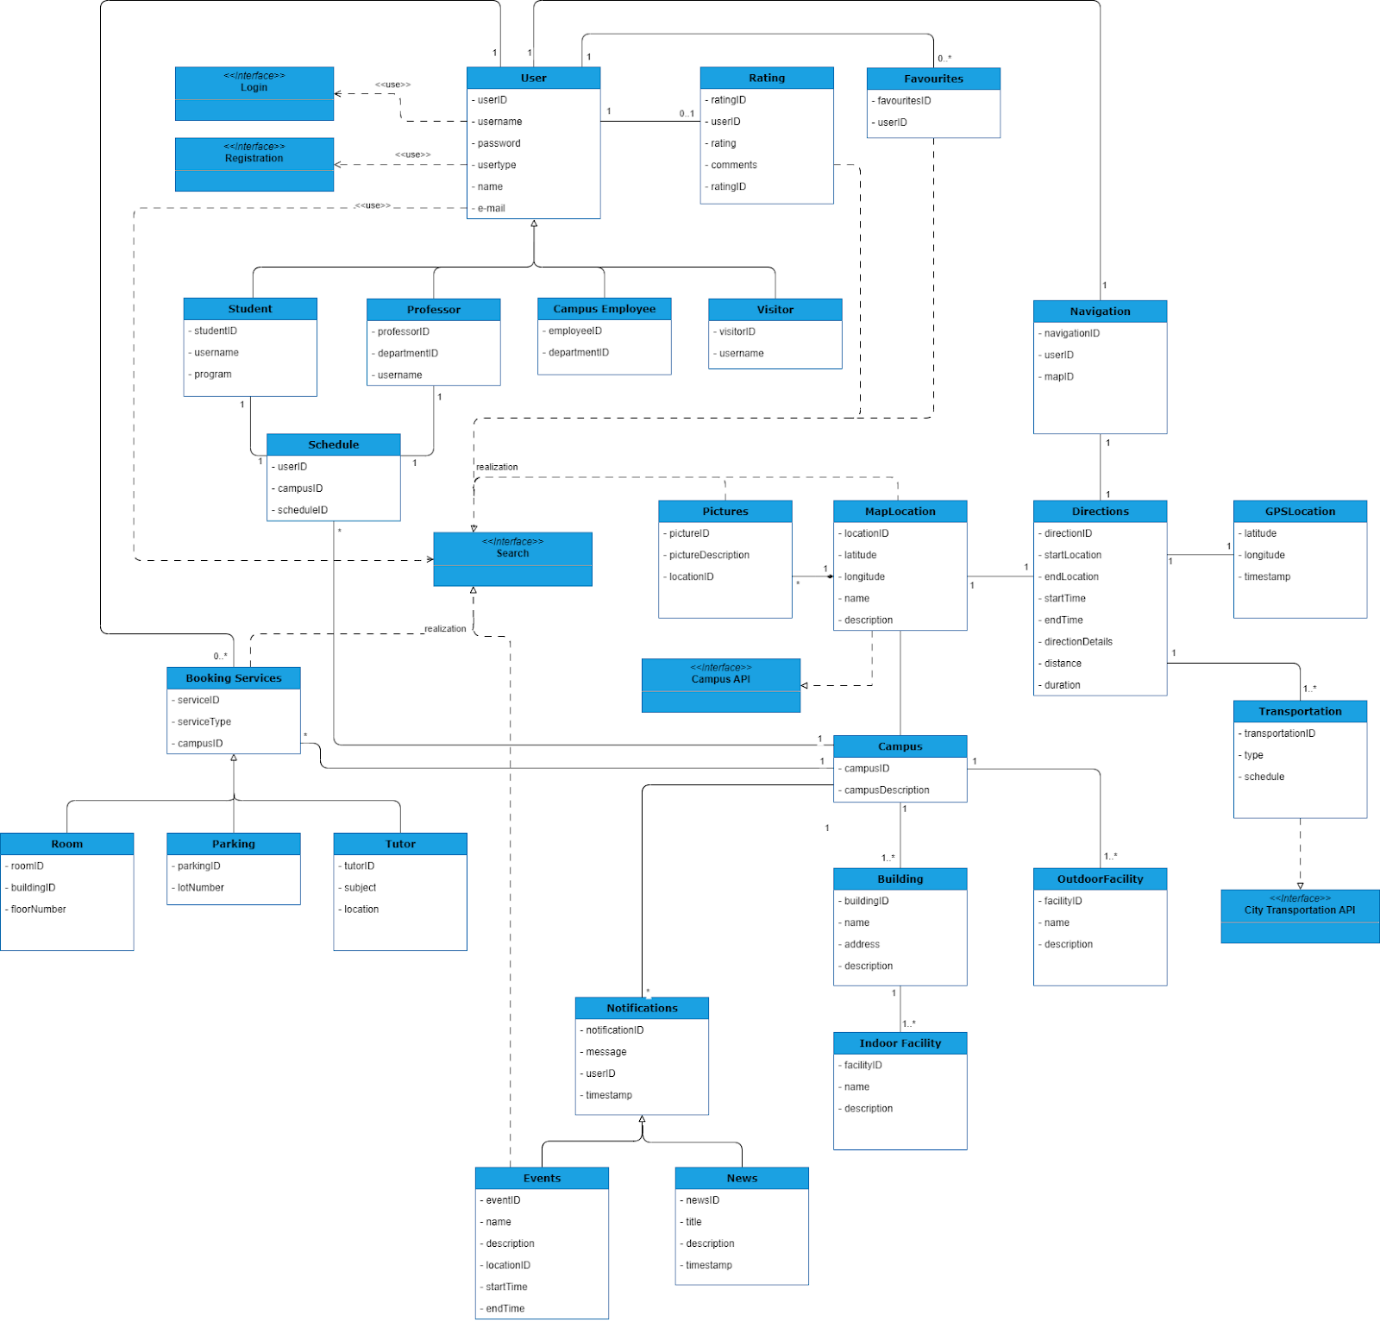 1
1
1
0..*
<<Interface>>
Login
<<use>>
User
- userID
- username
- password
- usertype
- name
- e-mail
1
0..1
Rating
- ratingID
- userID
- rating
- comments
- ratingID
Favourites
- favouritesID
- userID
<<Interface>>
Registration
<<use>>
<<use>>
Student
- studentID
- username
- program
Professor
- professorID
- departmentID
- username
Campus Employee
- employeeID
- departmentID
Visitor
- visitorID
- username
1
Navigation
- navigationID
- userID
- mapID
1
1
1
1
Schedule
- userID
- campusID
- scheduleID
*
1
1
realization
<<Interface>>
Search
Pictures
- pictureID
- pictureDescription
- locationID
*
1
MapLocation
- locationID
- latitude
- longitude
- name
- description
1
1
Directions
- directionID
- startLocation
- endLocation
- startTime
- endTime
- directionDetails
- distance
- duration
1
1
GPSLocation
- latitude
- longitude
- timestamp
realization
0..*
Booking Services
- serviceID
- serviceType
- campusID
*
<<Interface>>
Campus API
1
1..*
Transportation
- transportationID
- type
- schedule
1
1
Campus
- campusID
- campusDescription
1
1
1
1..*
1..*
Room
- roomID
- buildingID
- floorNumber
Parking
- parkingID
- lotNumber
Tutor
- tutorID
- subject
- location
Building
- buildingID
- name
- address
- description
OutdoorFacility
- facilityID
- name
- description
<<Interface>>
City Transportation API
1
1..*
*
Notifications
- notificationID
- message
- userID
- timestamp
Indoor Facility
- facilityID
- name
- description
Events
- eventID
- name
- description
- locationID
- startTime
- endTime
News
- newsID
- title
- description
- timestamp